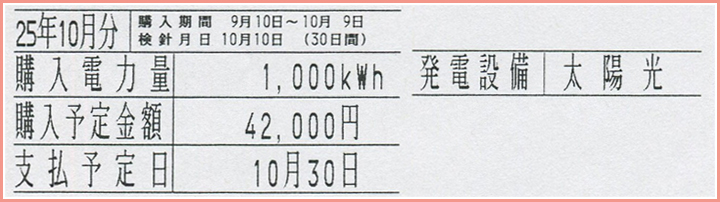 25年10月分 購入期間 9月10日～10月 9日
検針月日 10月10日 (30日間)
購入電力量 1,000kWh
発電設備 太陽光
購入予定金額 42,000円
支払予定日 10月30日